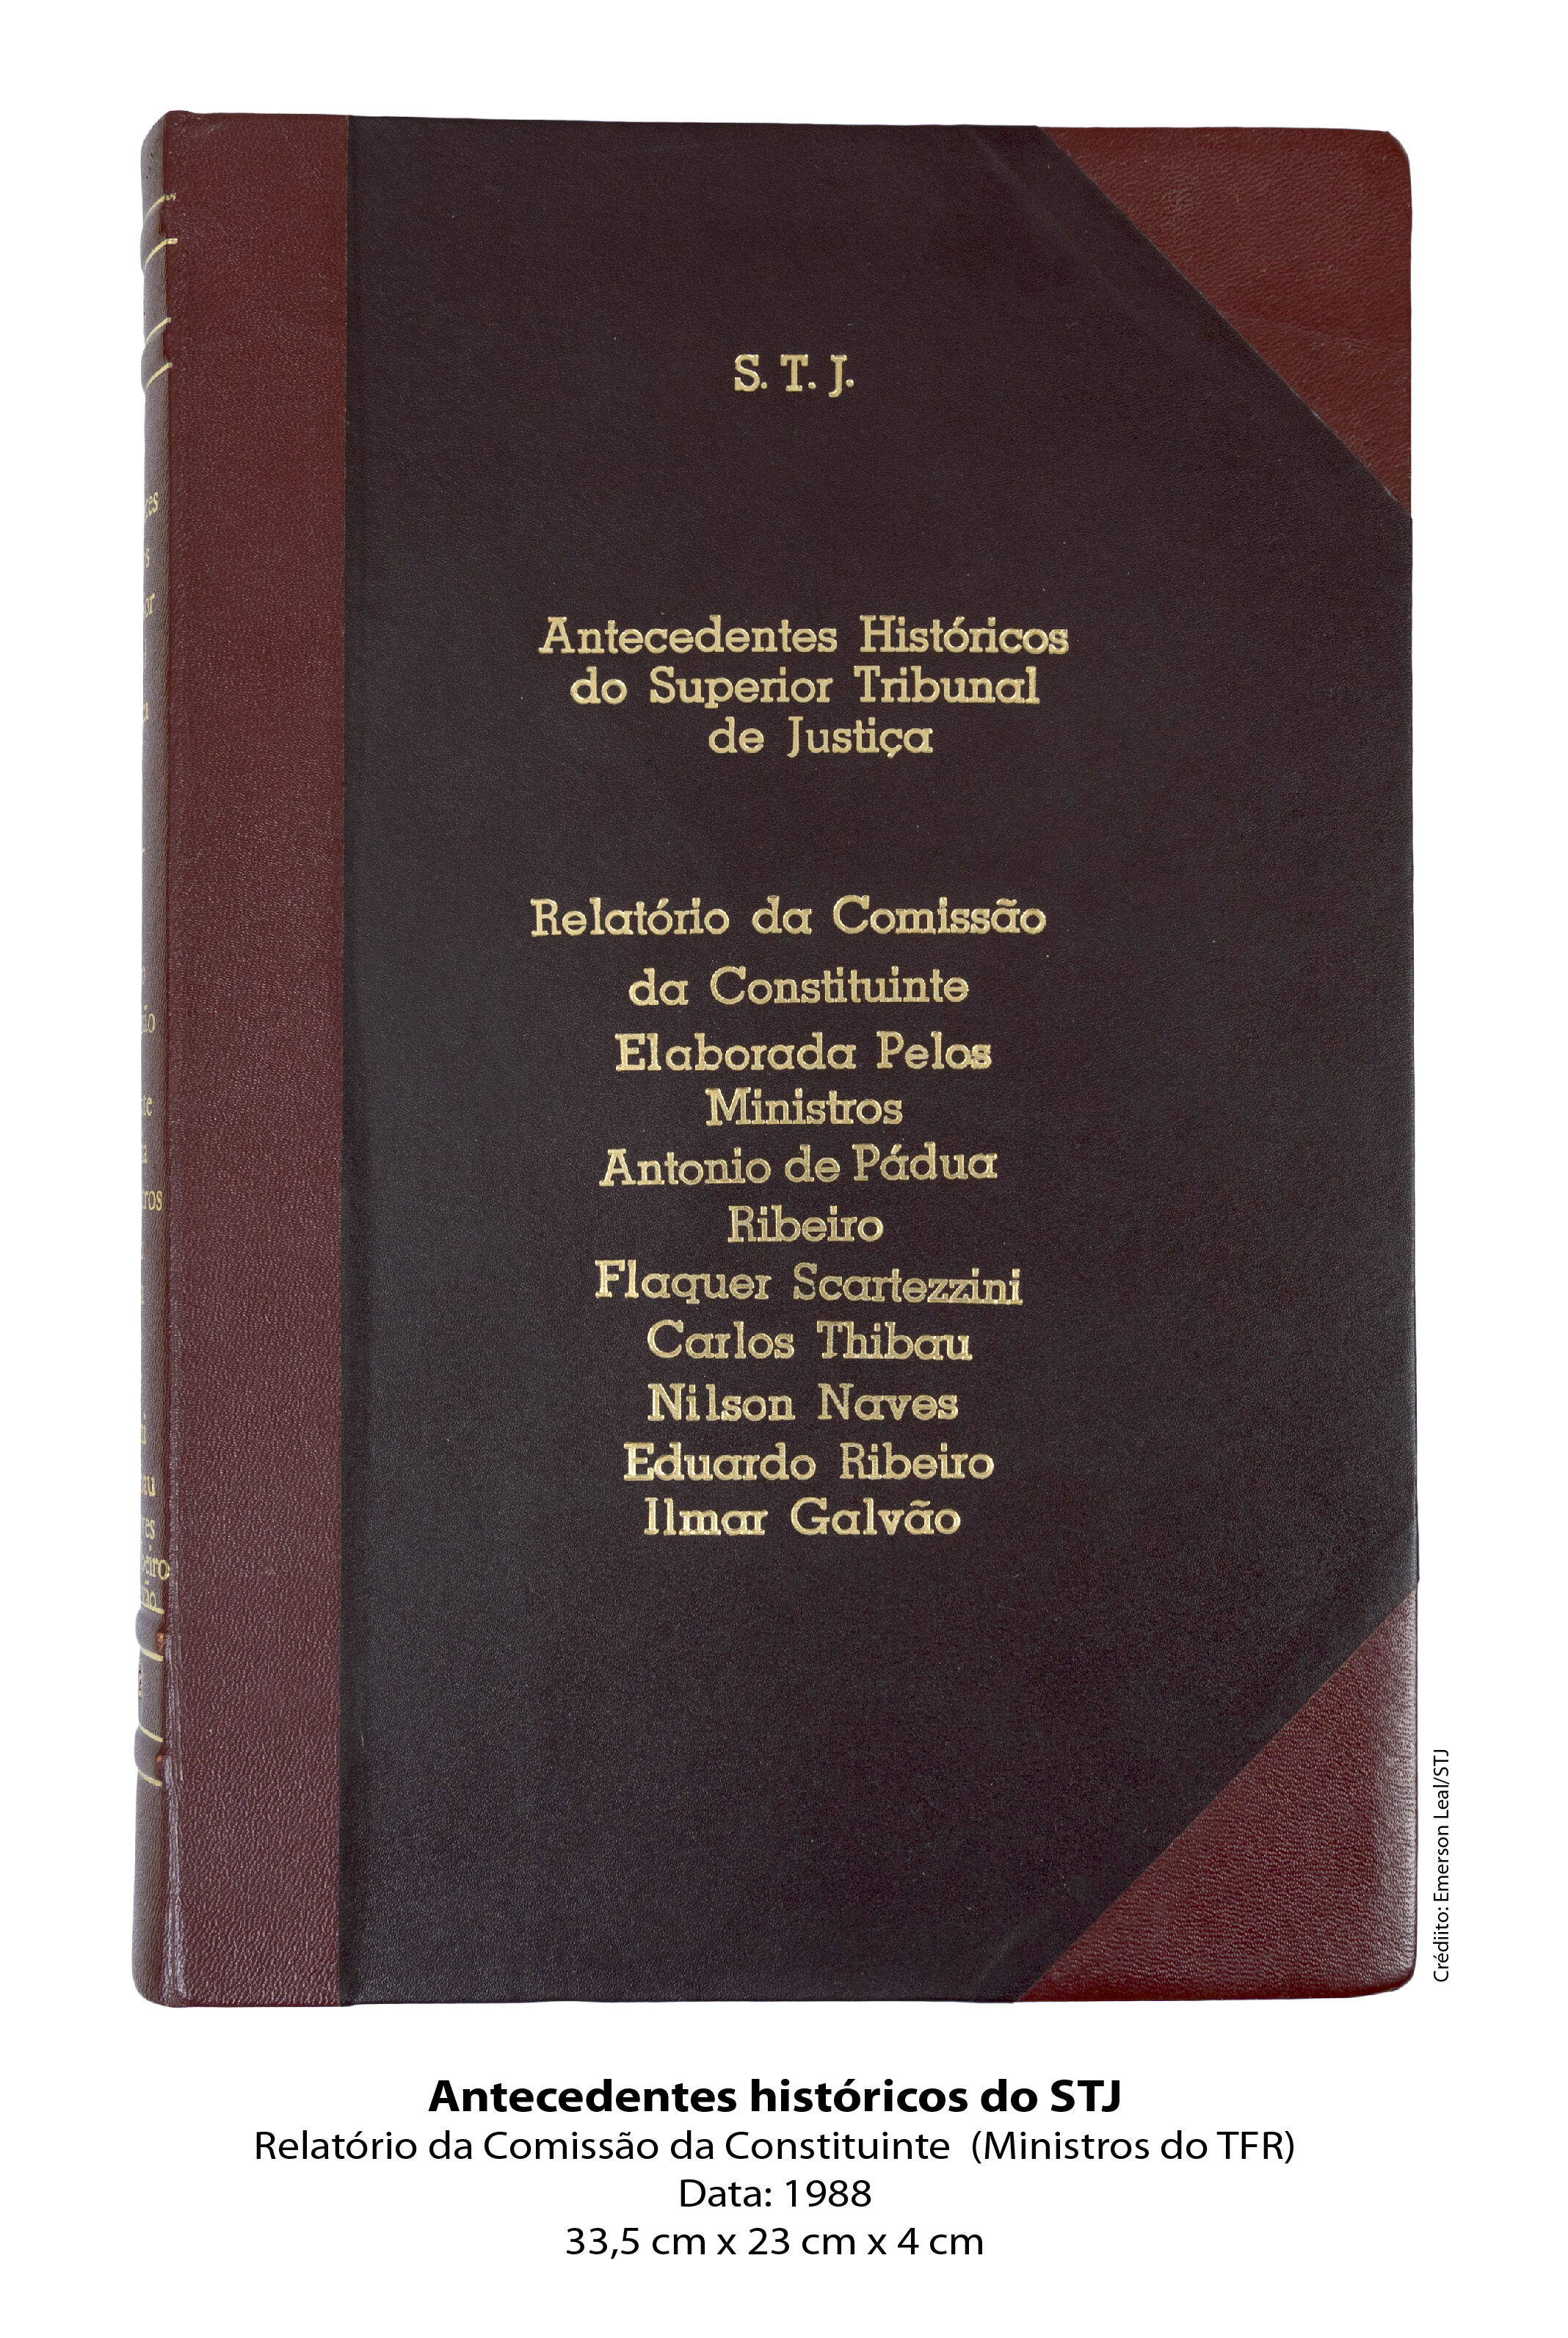 S. T. J.
Antecedentes Históricos
do Superior Tribunal
de Justiça
Relatório da Comissão
da Constituinte
Elaborada Pelos
Ministros
Antonio de Pádua
Ribeiro
Flaquer Scartezzini
Carlos Thibau
Nilson Naves
Eduardo Ribeiro
Ilmar Galvão
Crédiito: Emerson Leal/STJ
Antecedentes históricos do STJ
Relatório da Comissão da Constituinte (Ministros do TFR)
Data: 1988
33,5 cm x 23 cm x 4 cm